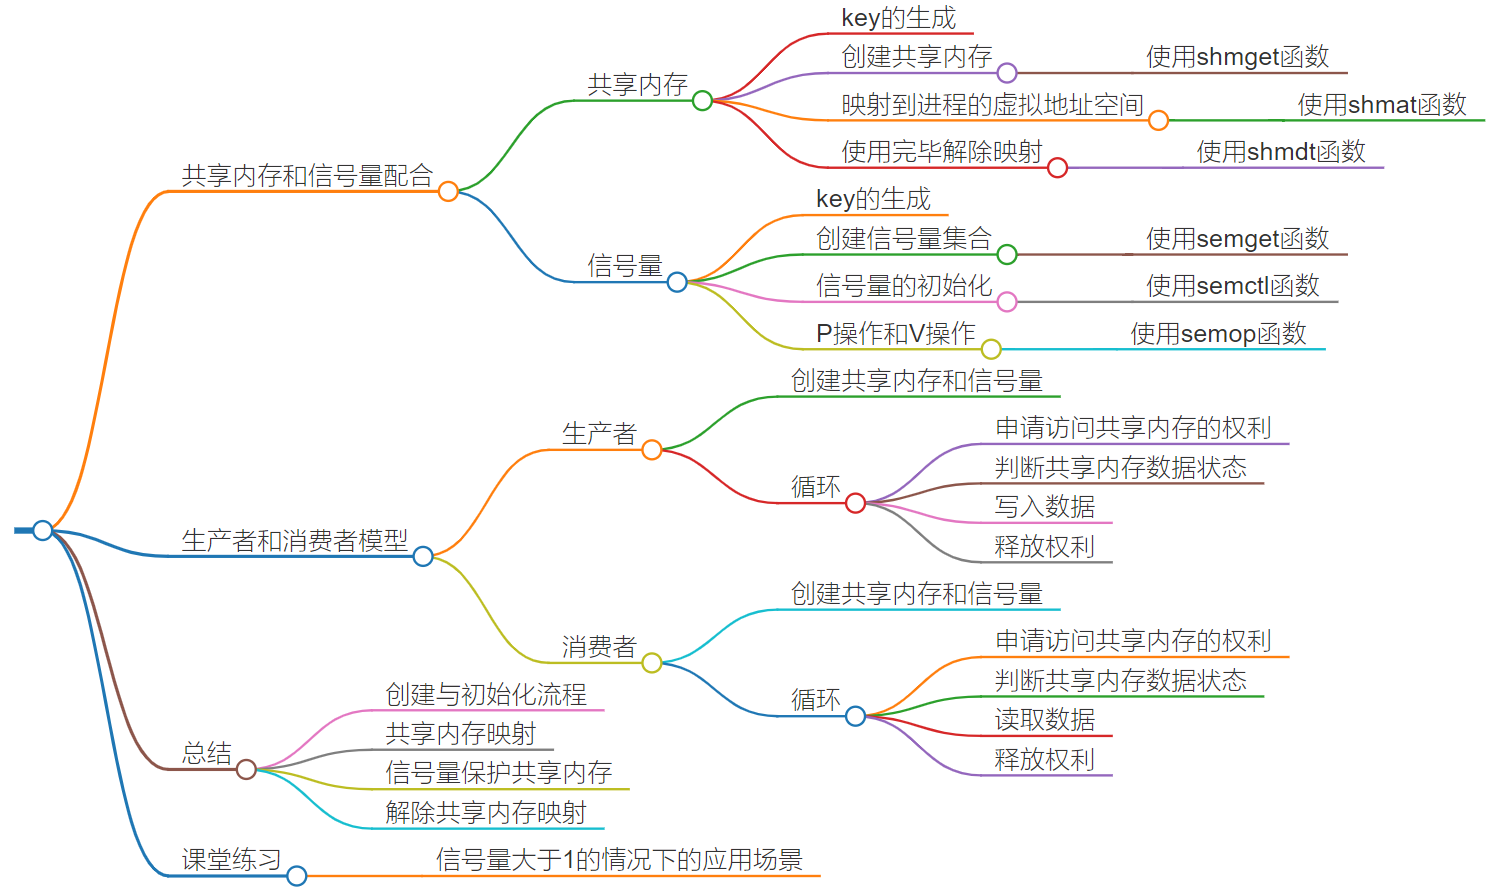 共享内存和信号量配合
共享内存
key的生成
创建共享内存
使用shmget函数
映射到进程的虚拟地址空间
使用shmat函数
使用完毕解除映射
使用shmdt函数
信号量
key的生成
创建信号量集合
使用semget函数
信号量的初始化
使用semctl函数
P操作和V操作
使用semop函数
生产者和消费者模型
生产者
创建共享内存和信号量
循环
申请访问共享内存的权利
判断共享内存数据状态
写入数据
释放权利
消费者
创建共享内存和信号量
循环
申请访问共享内存的权利
判断共享内存数据状态
读取数据
释放权利
总结
创建与初始化流程
共享内存映射
信号量保护共享内存
解除共享内存映射
课堂练习
信号量大于1的情况下的应用场景